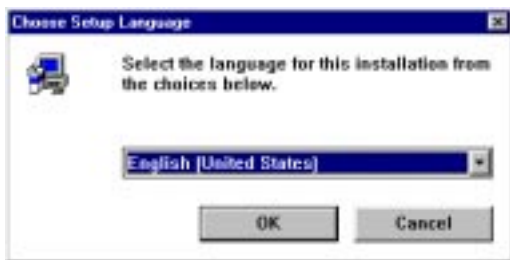 Choose Setup Language
Select the language for this installation from
the choices below.
English (United States)
OK
Cancel